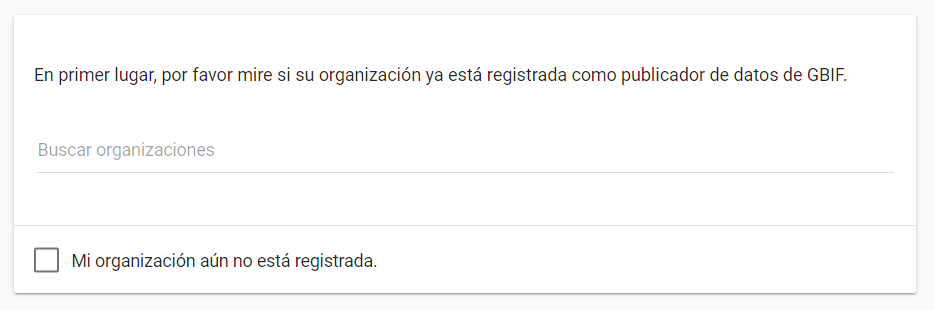 En primer lugar, por favor mire si su organización ya está registrada como publicador de datos de GBIF.
Buscar organizaciones
Mi organización aún no está registrada.